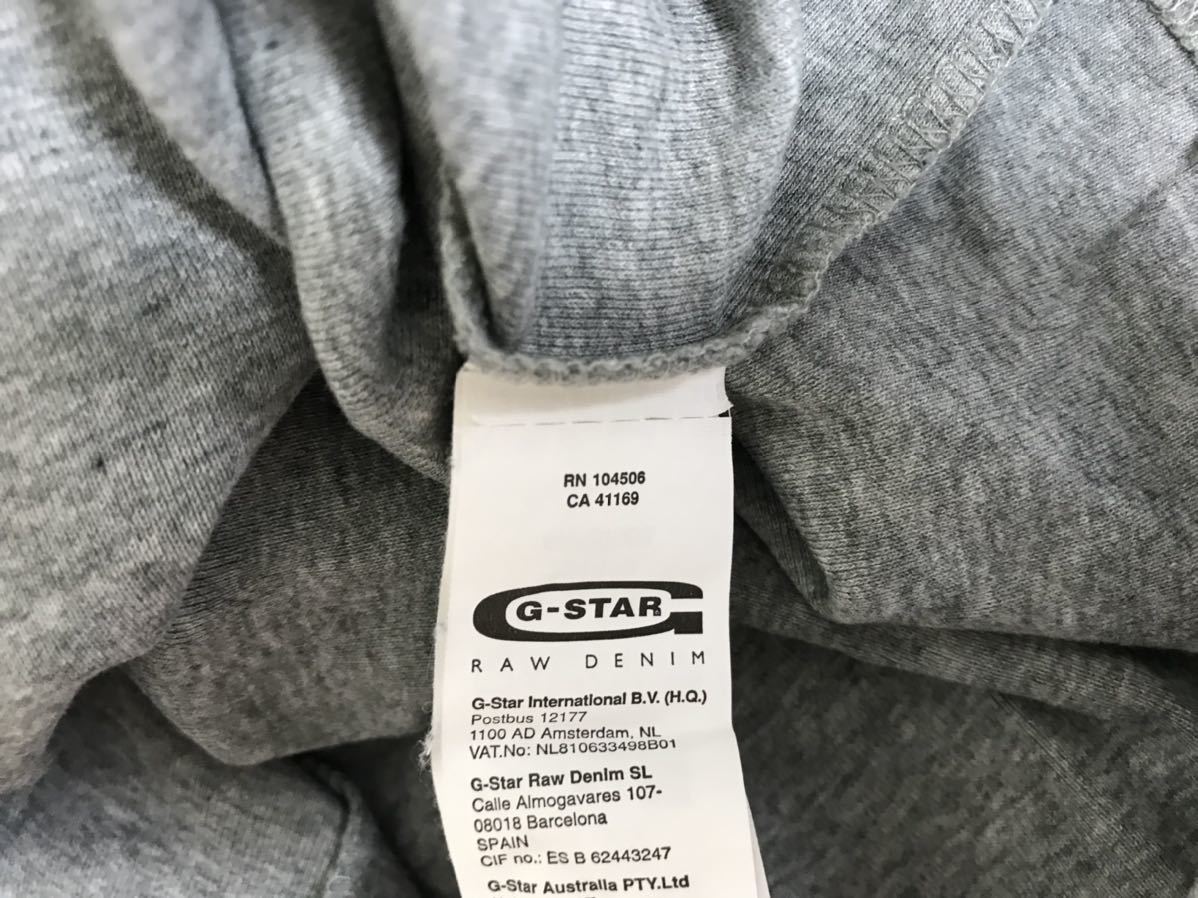 RN 104506
CA 41169
G-STAR
RAW DENIM
G-Star International B.V. (H.Q.)
Postbus 12177
1100 AD Amsterdam, NL
VAT.No: NL810633498B01
G-Star Raw Denim SL
Calle Almogavares 107-
08018 Barcelona
SPAIN
CIF no.: ES B 62443247
G-Star Australia PTY.Ltd